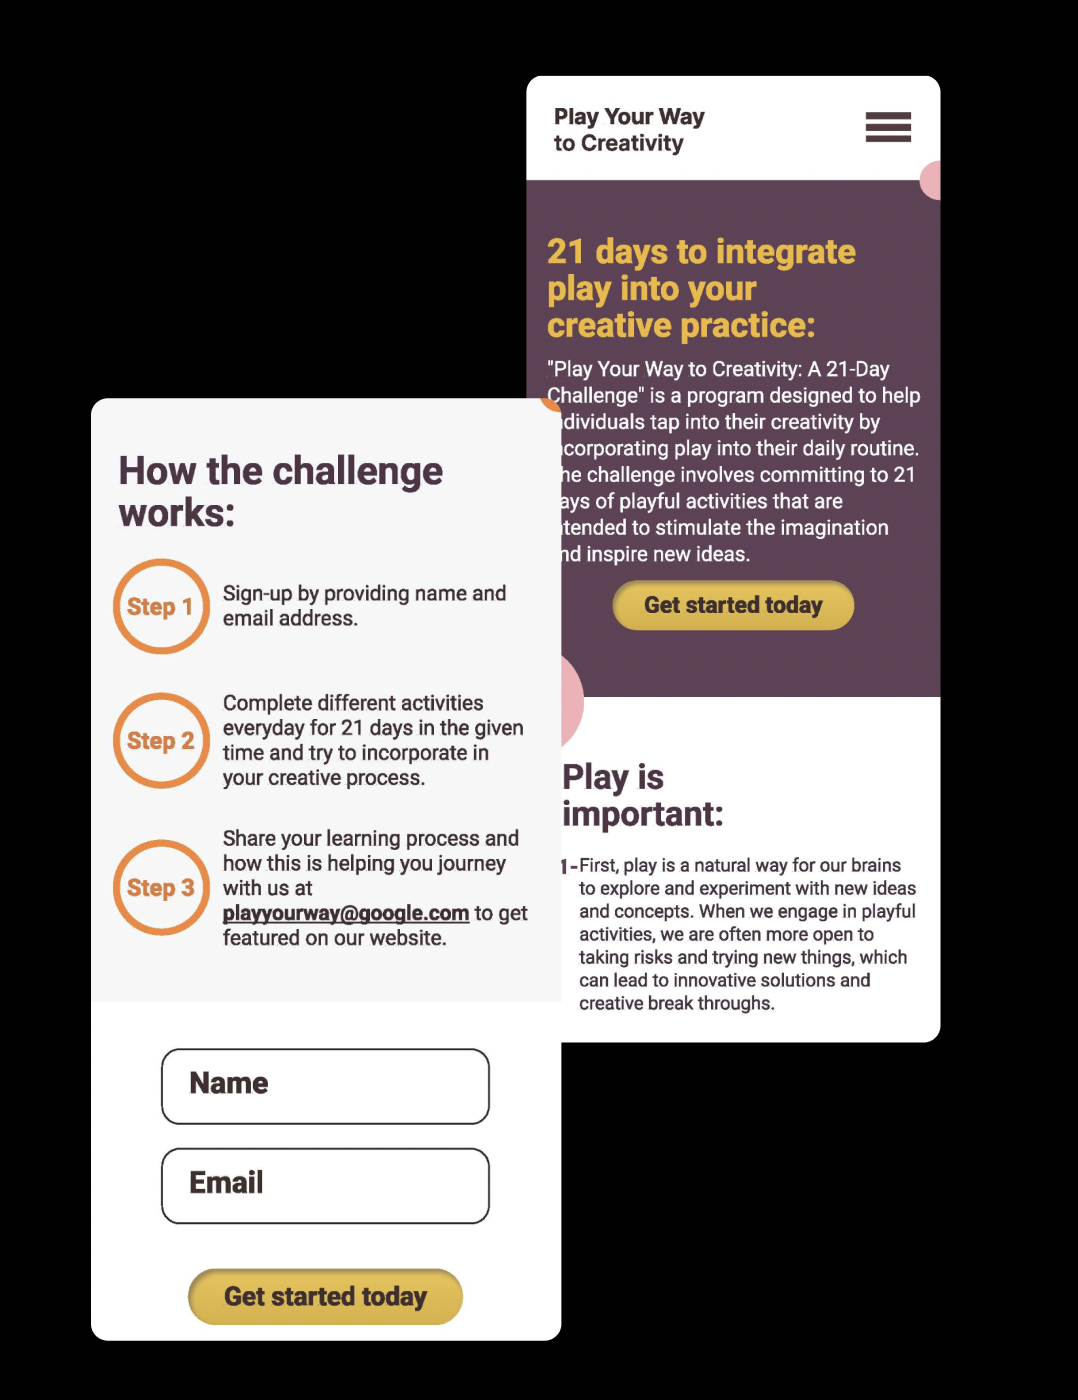 Play Your Way
to Creativity
21 days to integrate
play into your
creative practice:
"Play Your Way to Creativity: A 21-Day
Challenge" is a program designed to help
dividuals tap into their creativity by
corporating play into their daily routine.
he challenge involves committing to 21
ays of playful activities that are
tended to stimulate the imagination
nd inspire new ideas.
Get started today
Play is
important:
1-First, play is a natural way for our brains
to explore and experiment with new ideas
and concepts. When we engage in playful
activities, we are often more open to
taking risks and trying new things, which
can lead to innovative solutions and
creative break throughs.
How the challenge
works:
Step 1
Sign-up by providing name and
email address.
Step 2
Complete different activities
everyday for 21 days in the given
time and try to incorporate in
your creative process.
Step 3
Share your learning process and
how this is helping you journey
with us at
playyourway@google.com to get
featured on our website.
Name
Email
Get started today